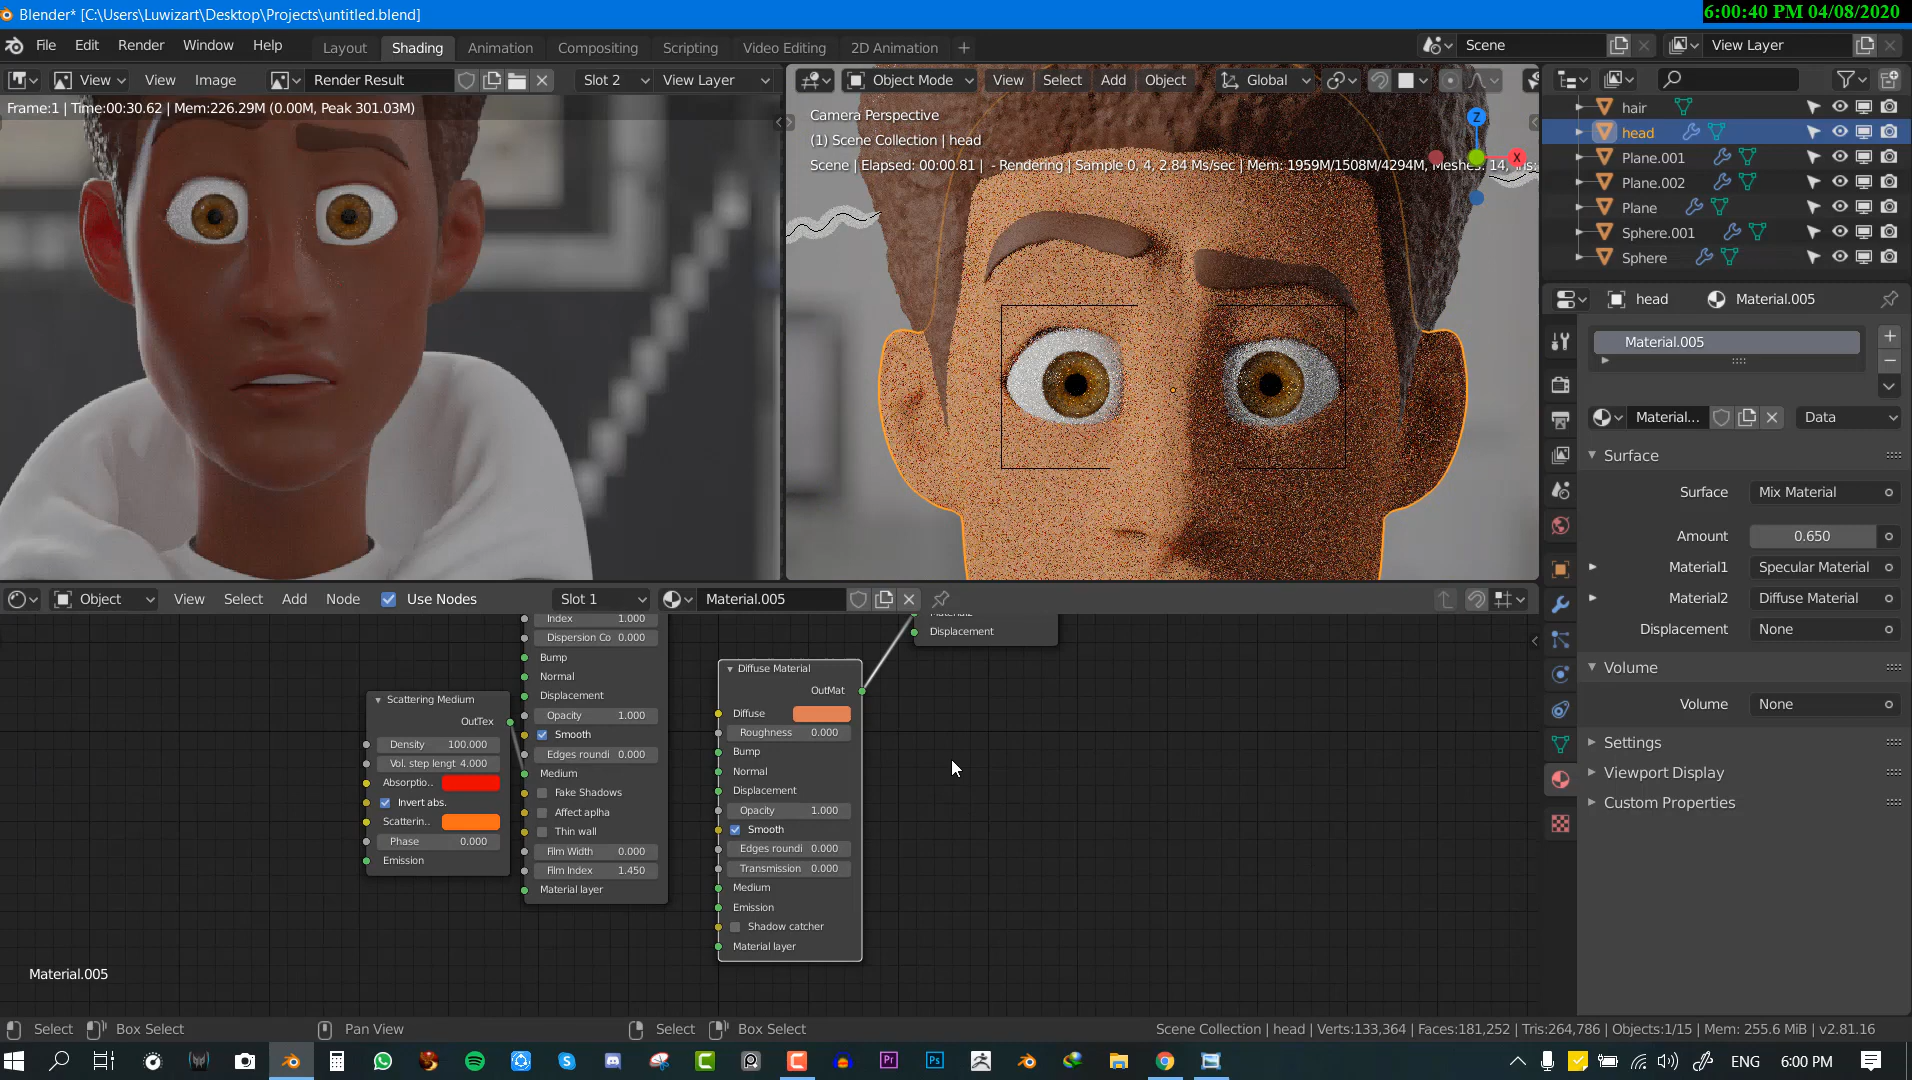 Blender* [C:\Users\Luwizart\Desktop\Projects\untitled.blend]
6:00:40 PM 04/08/2020
File Edit Render Window Help Layout Shading Animation Compositing Scripting Video Editing 2D Animation + Scene View Layer
View View Image Render Result Slot 2 View Layer
Object Mode View Select Add Object Global
Frame:1 | Time:00:30.62 | Mem:226.29M (0.00M, Peak 301.03M)
Camera Perspective
(1) Scene Collection | head
Scene | Elapsed: 00:00.81 | - Rendering | Sample 0, 4, 2.84 Ms/sec | Mem: 1959M/1508M/4294M, Meshes: 14,
Z
X
hair
head
Plane.001
Plane.002
Plane
Sphere.001
Sphere
head Material.005
Material.005
Material... Data
Surface
Surface Mix Material
Amount 0.650
Material1 Specular Material
Material2 Diffuse Material
Displacement None
Volume
Volume None
Settings
Viewport Display
Custom Properties
Object View Select Add Node Use Nodes Slot 1 Material.005
Index 1.000
Dispersion Co 0.000
Bump
Normal
Displacement
Opacity 1.000
Smooth
Edges roundi 0.000
Medium
Fake Shadows
Affect aplha
Thin wall
Film Width 0.000
Film Index 1.450
Material layer
Scattering Medium
OutTex
Density 100.000
Vol. step lengt 4.000
Absorptio..
Invert abs.
Scatterin..
Phase 0.000
Emission
Diffuse Material
OutMat
Diffuse
Roughness 0.000
Bump
Normal
Displacement
Opacity 1.000
Smooth
Edges roundi 0.000
Transmission 0.000
Medium
Emission
Shadow catcher
Material layer
Displacement
Material.005
Select Box Select Pan View Select Box Select
Scene Collection | head | Verts:133,364 | Faces:181,252 | Tris:264,786 | Objects:1/15 | Mem: 255.6 MiB | v2.81.16
Pr Ps ENG 6:00 PM